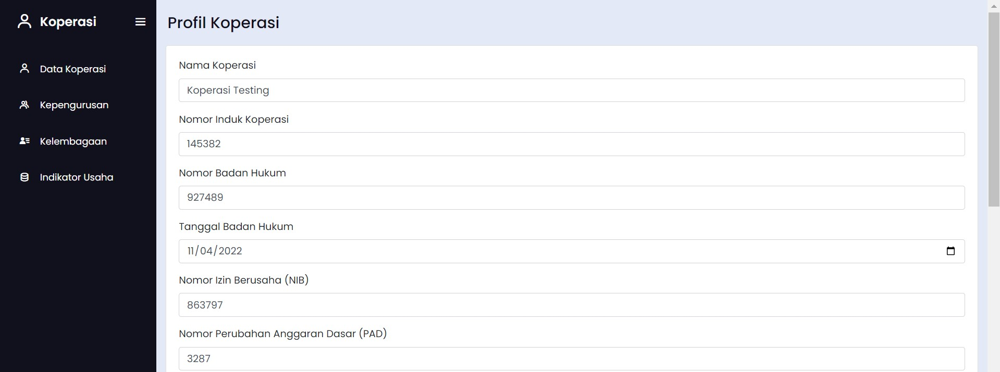 Koperasi
Data Koperasi
Kepengurusan
Kelembagaan
Indikator Usaha
Profil Koperasi
Nama Koperasi
Koperasi Testing
Nomor Induk Koperasi
145382
Nomor Badan Hukum
927489
Tanggal Badan Hukum
11/04/2022
Nomor Izin Berusaha (NIB)
863797
Nomor Perubahan Anggaran Dasar (PAD)
3287